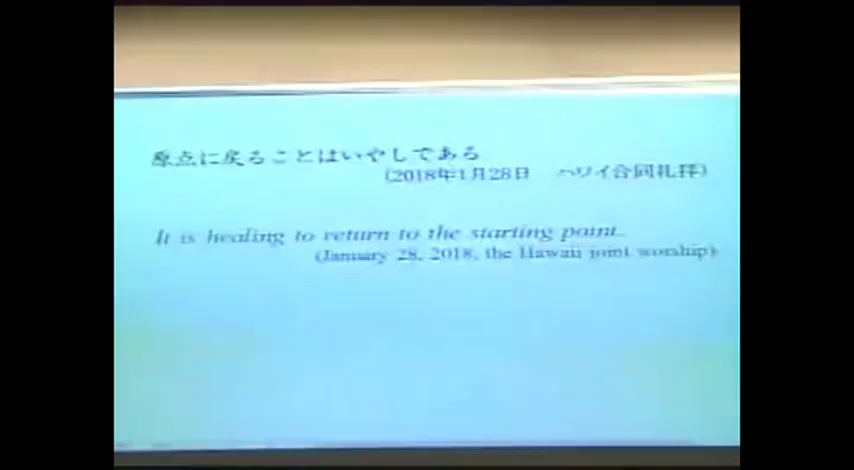 原点に戻ることはいやしである
(2018年1月28日 ハワイ合同礼拝)
It is healing to return to the starting point.
(January 28, 2018, the Hawaii joint worship)